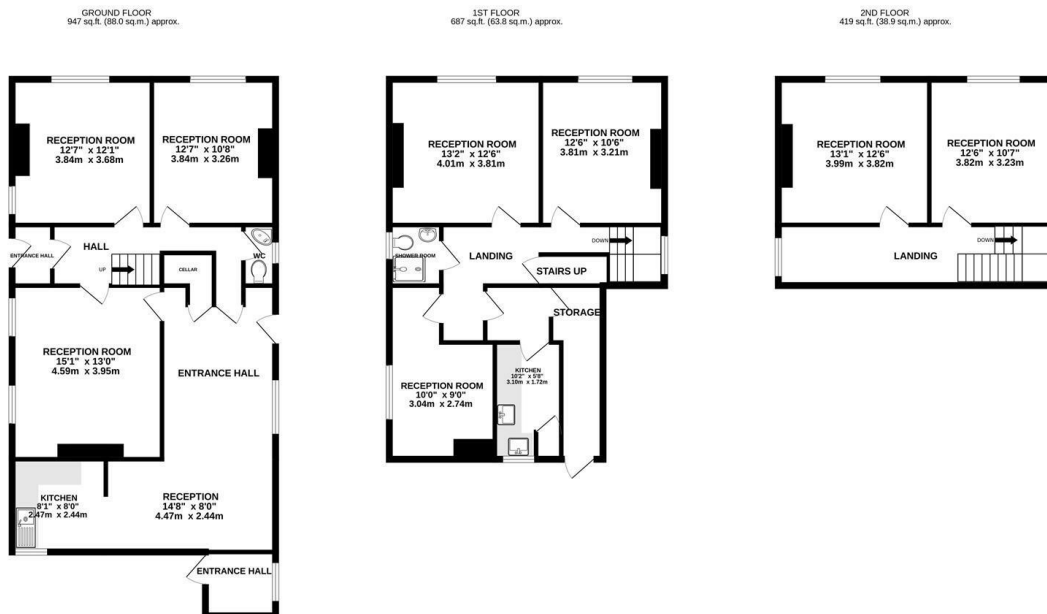 GROUND FLOOR
947 sq.ft. (88.0 sq.m.) approx.
RECEPTION ROOM
12'7" x 12'1"
3.84m x 3.68m
RECEPTION ROOM
12'7" x 10'8"
3.84m x 3.26m
ENTRANCE HALL
HALL
UP
CELLAR
WC
RECEPTION ROOM
15'1" x 13'0"
4.59m x 3.95m
ENTRANCE HALL
KITCHEN
8'1" x 8'0"
2.47m x 2.44m
RECEPTION
14'8" x 8'0"
4.47m x 2.44m
ENTRANCE HALL
1ST FLOOR
687 sq.ft. (63.8 sq.m.) approx.
RECEPTION ROOM
13'2" x 12'6"
4.01m x 3.81m
RECEPTION ROOM
12'6" x 10'6"
3.81m x 3.21m
SHOWER ROOM
LANDING
DOWN
STAIRS UP
STORAGE
RECEPTION ROOM
10'0" x 9'0"
3.04m x 2.74m
KITCHEN
10'2" x 5'8"
3.10m x 1.72m
2ND FLOOR
419 sq.ft. (38.9 sq.m.) approx.
RECEPTION ROOM
13'1" x 12'6"
3.99m x 3.82m
RECEPTION ROOM
12'6" x 10'7"
3.82m x 3.23m
LANDING
DOWN